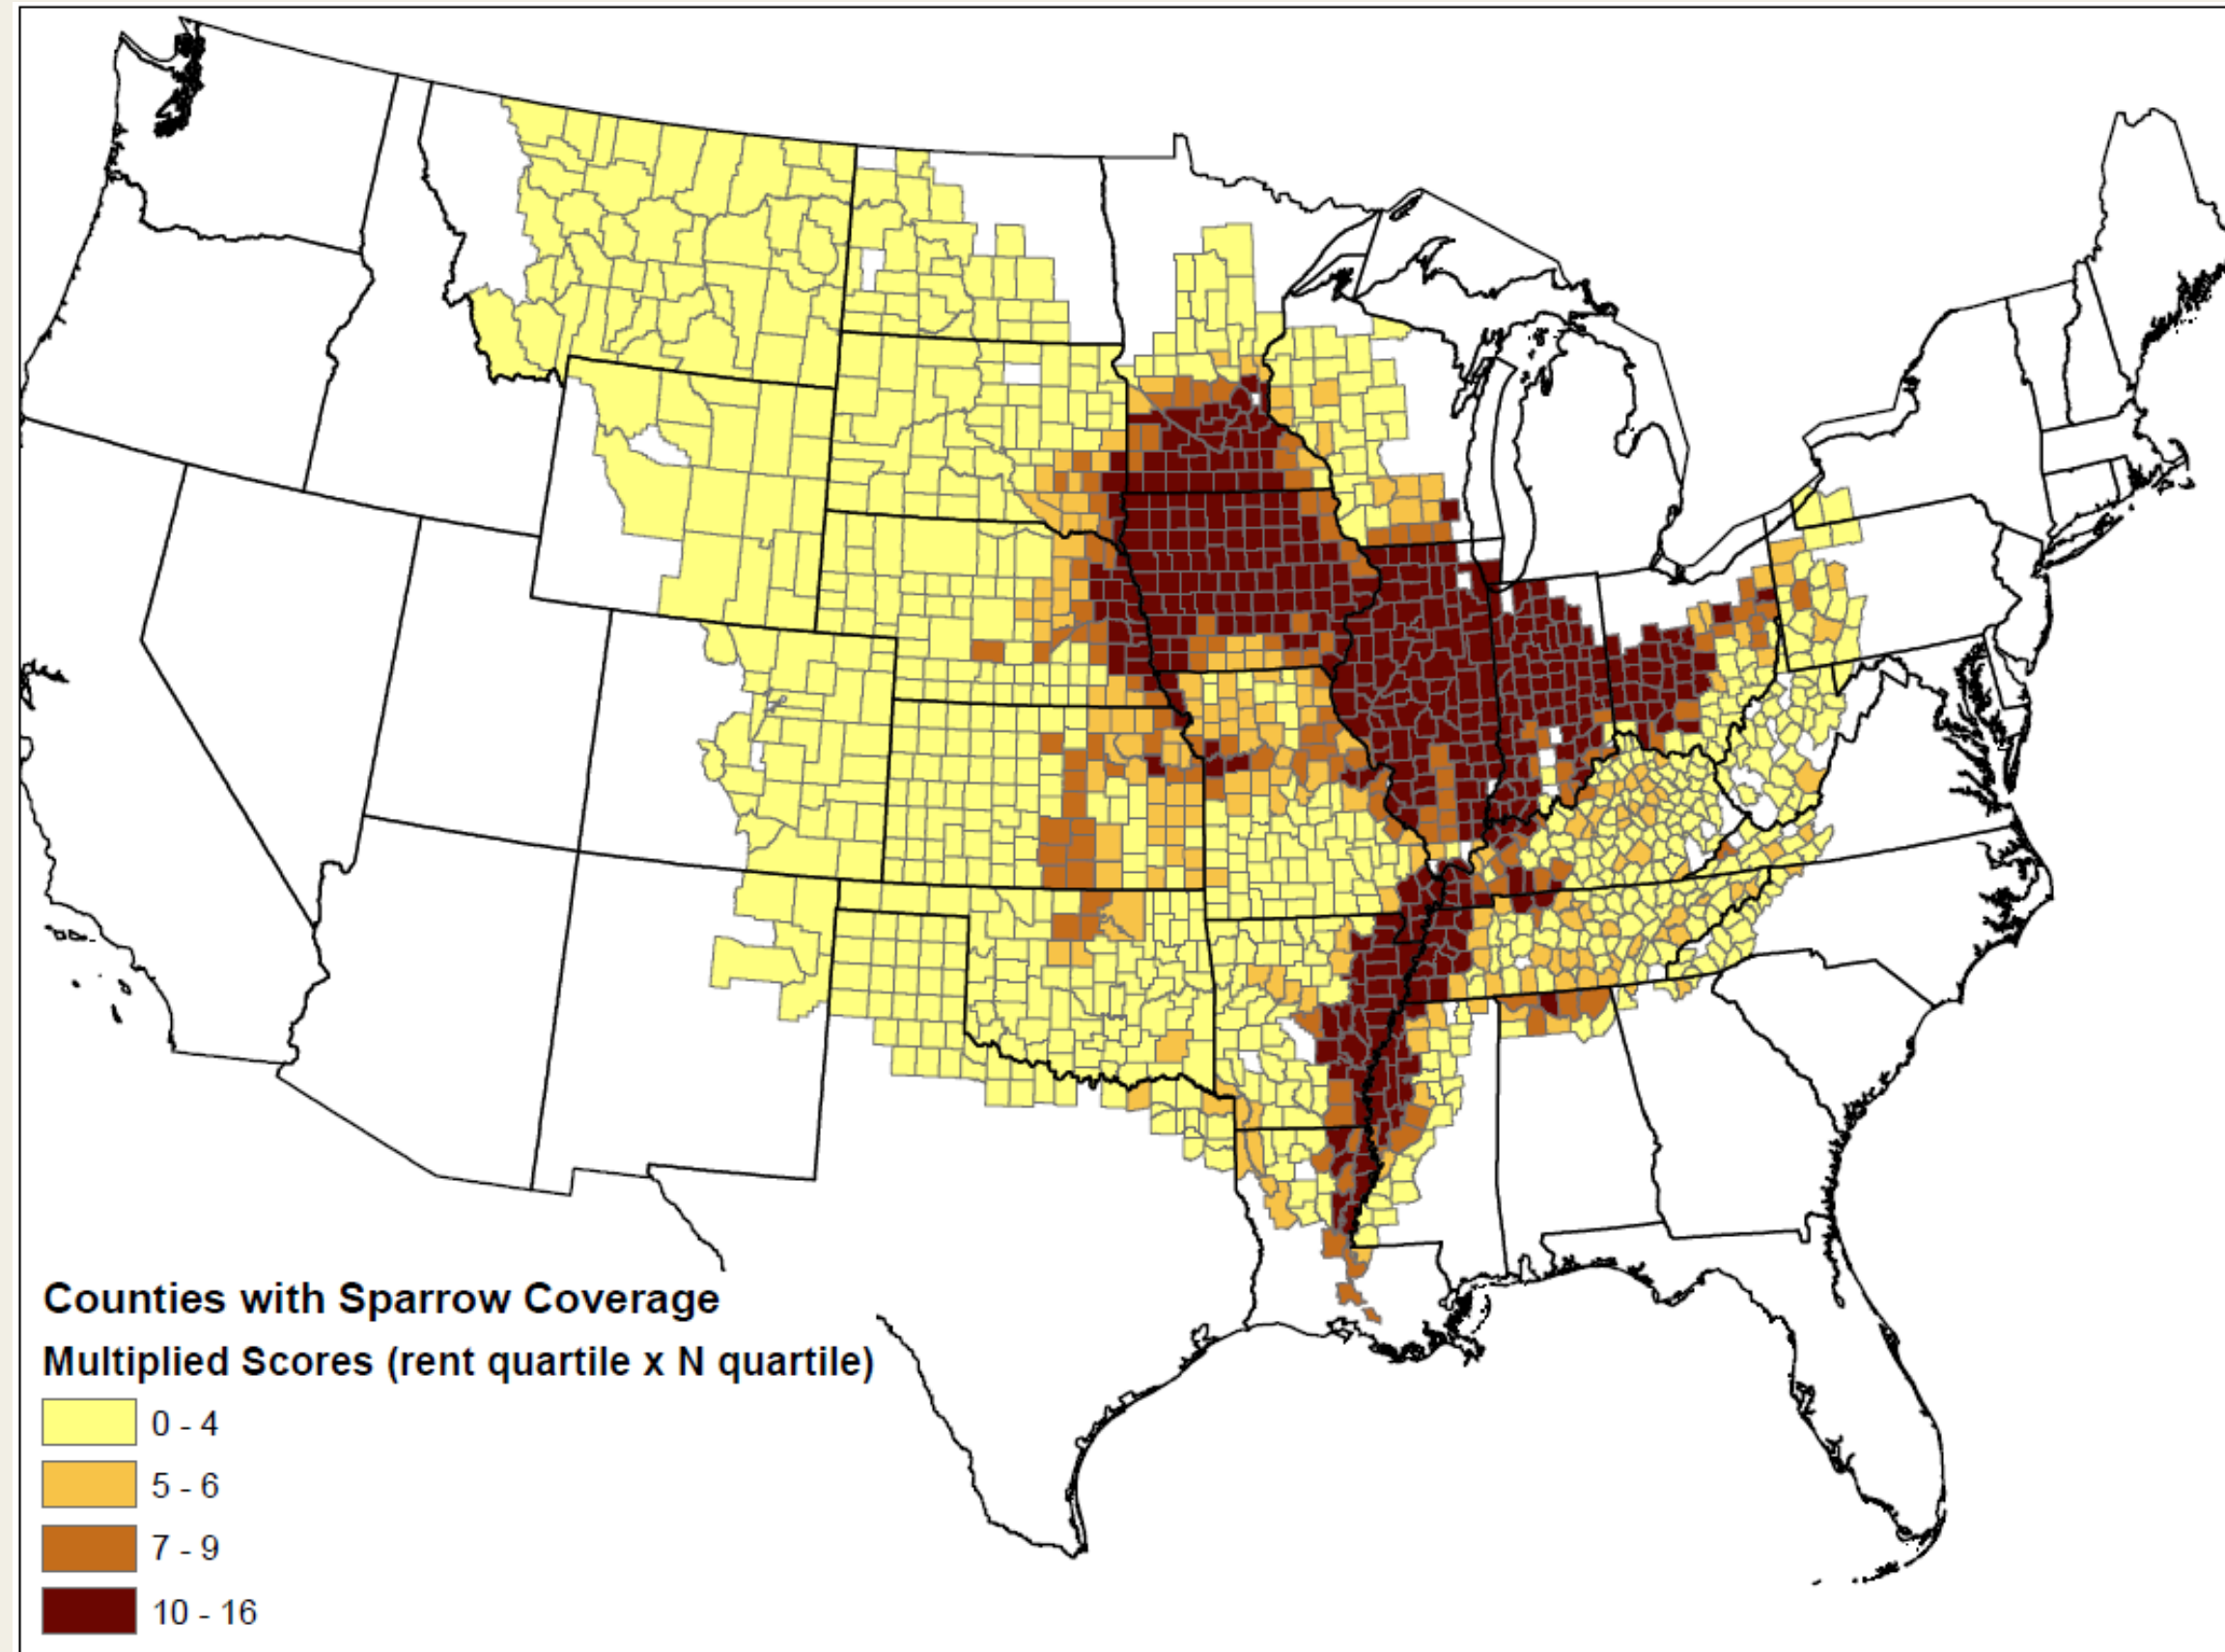 Counties with Sparrow Coverage
Multiplied Scores (rent quartile x N quartile)
0 - 4
5 - 6
7 - 9
10 - 16